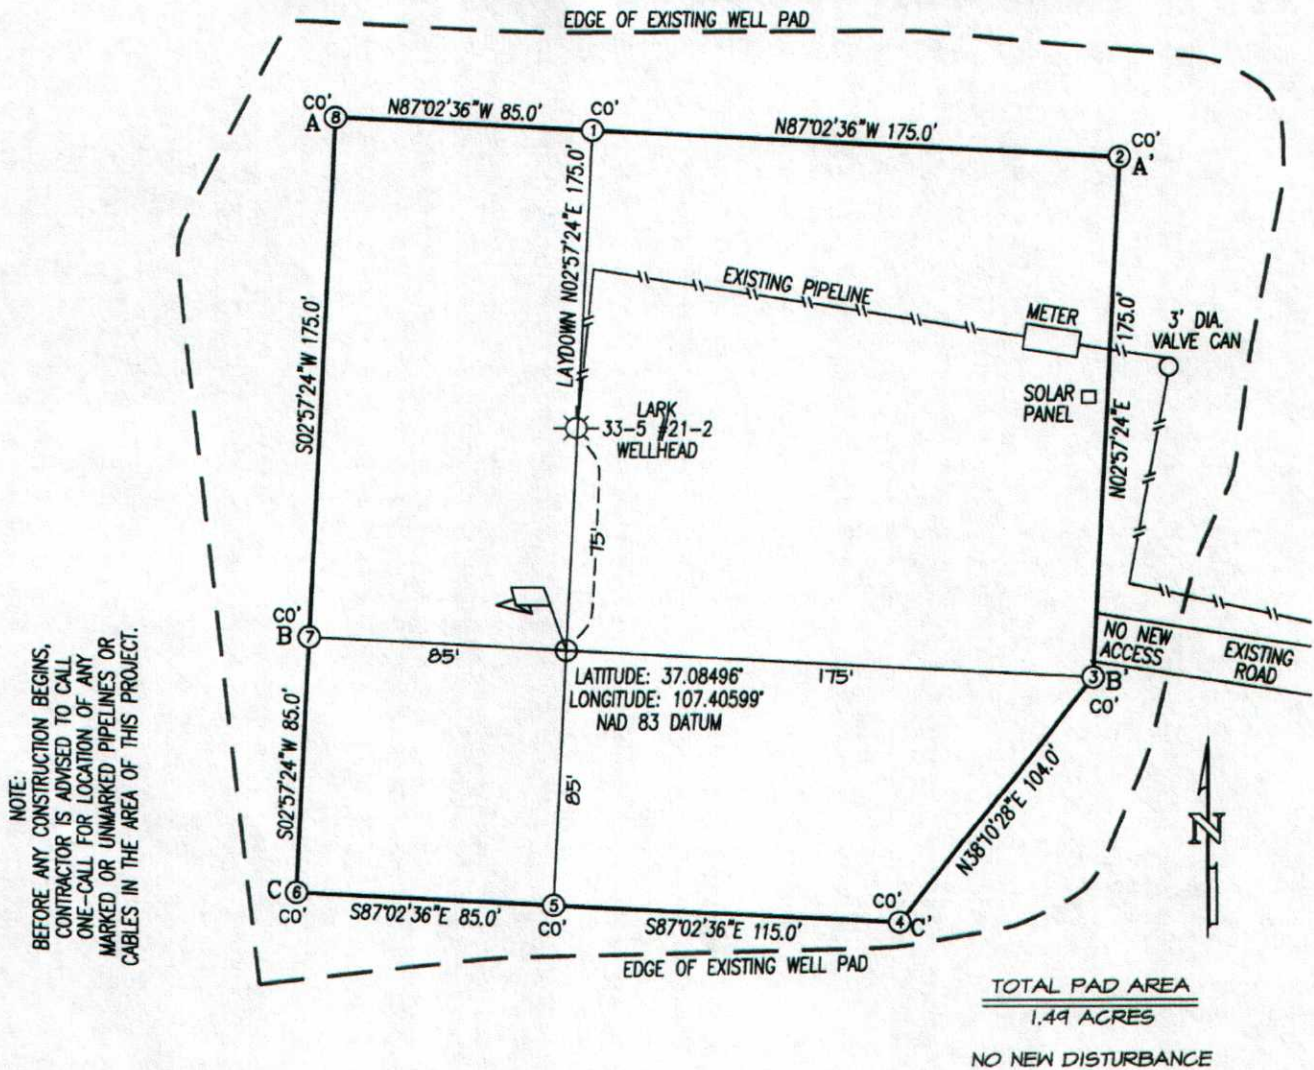 EDGE OF EXISTING WELL PAD
CO'
A
8
N87°02'36"W 85.0'
CO'
1
N87°02'36"W 175.0'
CO'
2
A'
S02°57'24"W 175.0'
LAYDOWN N02°57'24"E 175.0'
EXISTING PIPELINE
METER
N02°57'24"E 175.0'
3' DIA.
VALVE CAN
SOLAR
PANEL
LARK
33-5 #21-2
WELLHEAD
75'
CO'
B
7
85'
LATITUDE: 37.08496°
LONGITUDE: 107.40599°
NAD 83 DATUM
175'
NO NEW
ACCESS
EXISTING
ROAD
3
B'
CO'
NOTE:
BEFORE ANY CONSTRUCTION BEGINS,
CONTRACTOR IS ADVISED TO CALL
ONE-CALL FOR LOCATION OF ANY
MARKED OR UNMARKED PIPELINES OR
CABLES IN THE AREA OF THIS PROJECT.
S02°57'24"W 85.0'
85'
N38°10'28"E 104.0'
N
C
6
CO'
S87°02'36"E 85.0'
5
CO'
S87°02'36"E 115.0'
CO'
4
C'
EDGE OF EXISTING WELL PAD
TOTAL PAD AREA
1.49 ACRES
NO NEW DISTURBANCE